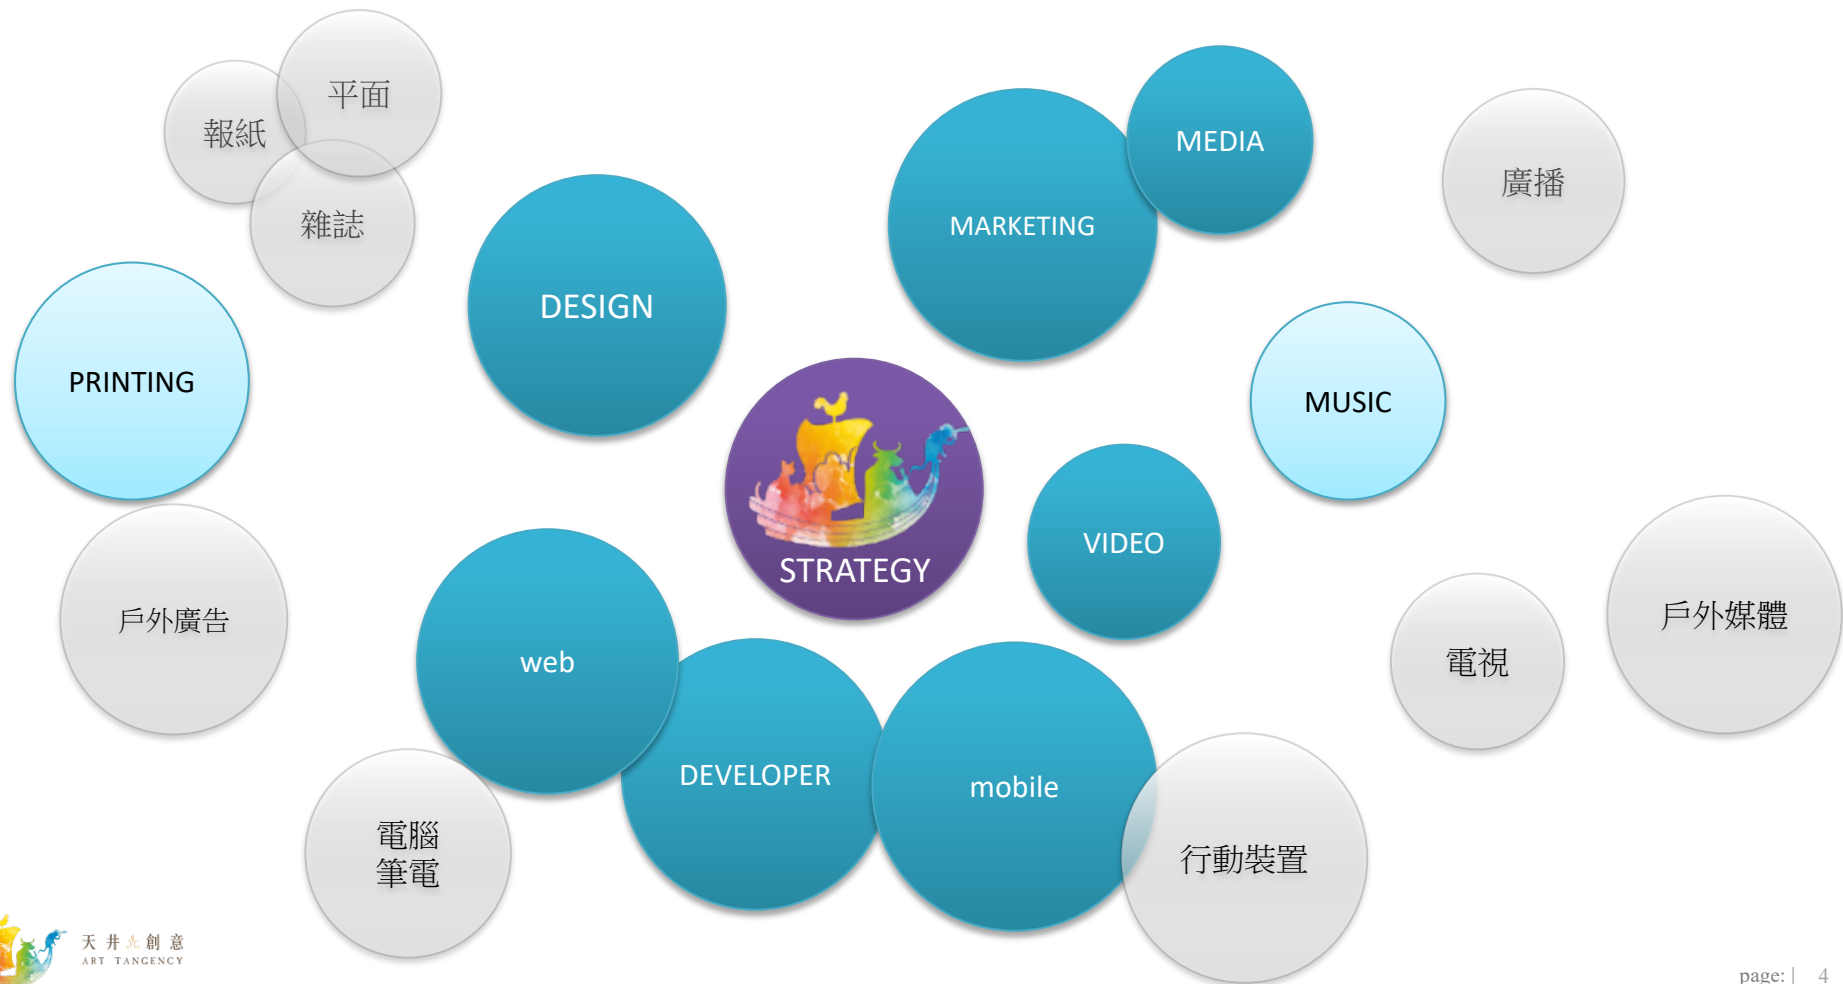 平面
報紙
雜誌
MEDIA
MARKETING
廣播
DESIGN
PRINTING
MUSIC
STRATEGY
VIDEO
戶外廣告
戶外媒體
電視
web
DEVELOPER
mobile
電腦
筆電
行動裝置
天井大創意
ART TANGENCY
page: | 4